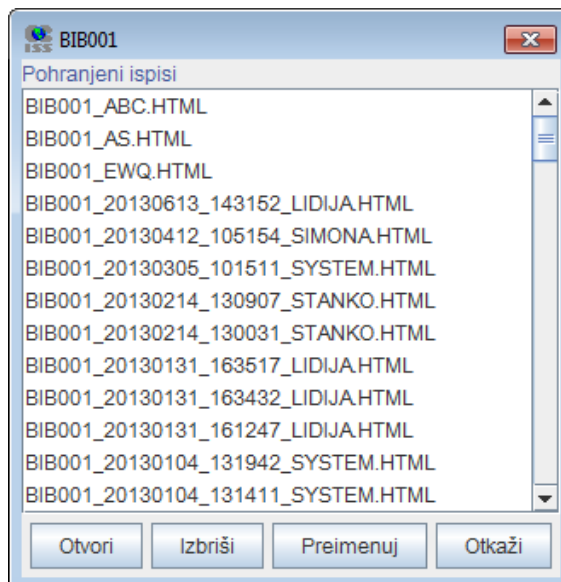 ISS BIB001
Pohranjeni ispisi
BIB001_ABC.HTML
BIB001_AS.HTML
BIB001_EWQ.HTML
BIB001_20130613_143152_LIDIJA.HTML
BIB001_20130412_105154_SIMONA.HTML
BIB001_20130305_101511_SYSTEM.HTML
BIB001_20130214_130907_STANKO.HTML
BIB001_20130214_130031_STANKO.HTML
BIB001_20130131_163517_LIDIJA.HTML
BIB001_20130131_163432_LIDIJA.HTML
BIB001_20130131_161247_LIDIJA.HTML
BIB001_20130104_131942_SYSTEM.HTML
BIB001_20130104_131411_SYSTEM.HTML
Otvori Izbriši Preimenuj Otkaži